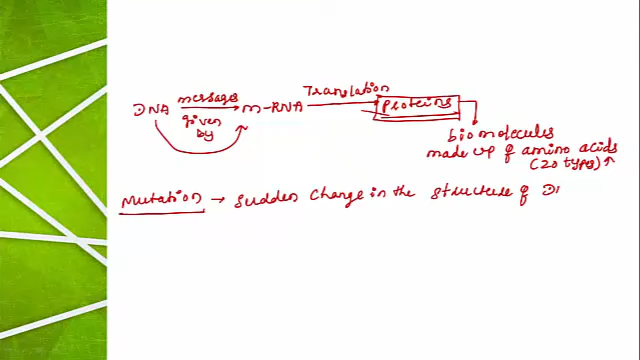 DNA messages given by m-RNA Translation Proteins
biomolecules
made up of amino acids
(20 types)
Mutation → sudden change in the structure of D